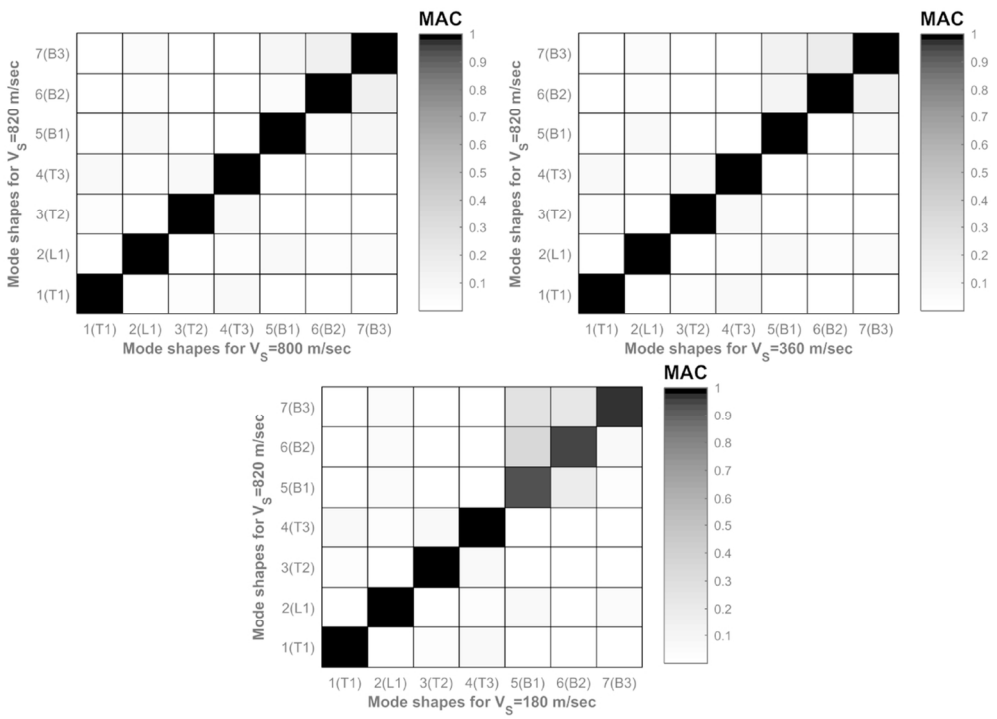 MAC
7(B3)
6(B2)
5(B1)
4(T3)
3(T2)
2(L1)
1(T1)
Mode shapes for VS=820 m/sec
1(T1) 2(L1) 3(T2) 4(T3) 5(B1) 6(B2) 7(B3)
Mode shapes for VS=800 m/sec
1
0.9
0.8
0.7
0.6
0.5
0.4
0.3
0.2
0.1
MAC
7(B3)
6(B2)
5(B1)
4(T3)
3(T2)
2(L1)
1(T1)
Mode shapes for VS=820 m/sec
1(T1) 2(L1) 3(T2) 4(T3) 5(B1) 6(B2) 7(B3)
Mode shapes for VS=360 m/sec
1
0.9
0.8
0.7
0.6
0.5
0.4
0.3
0.2
0.1
MAC
7(B3)
6(B2)
5(B1)
4(T3)
3(T2)
2(L1)
1(T1)
Mode shapes for VS=820 m/sec
1(T1) 2(L1) 3(T2) 4(T3) 5(B1) 6(B2) 7(B3)
Mode shapes for VS=180 m/sec
1
0.9
0.8
0.7
0.6
0.5
0.4
0.3
0.2
0.1